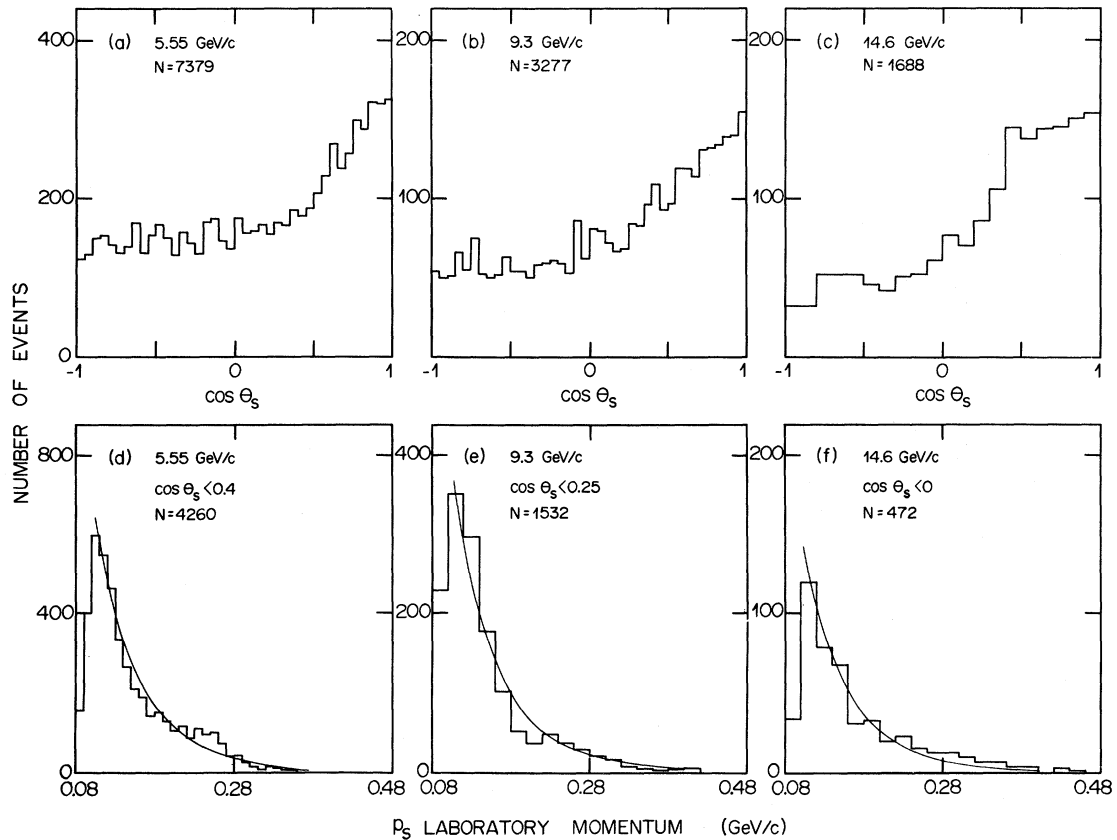 NUMBER OF EVENTS
400
200
0
(a) 5.55 GeV/c
N=7379
-1 0 1
cos θs
200
100
0
(b) 9.3 GeV/c
N=3277
-1 0 1
cos θs
200
100
0
(c) 14.6 GeV/c
N=1688
-1 0 1
cos θs
800
400
0
(d) 5.55 GeV/c
cos θs<0.4
N=4260
0.08 0.28 0.48
400
200
0
(e) 9.3 GeV/c
cos θs<0.25
N=1532
0.08 0.28 0.48
200
100
0
(f) 14.6 GeV/c
cos θs<0
N=472
0.08 0.28 0.48
ps LABORATORY MOMENTUM (GeV/c)